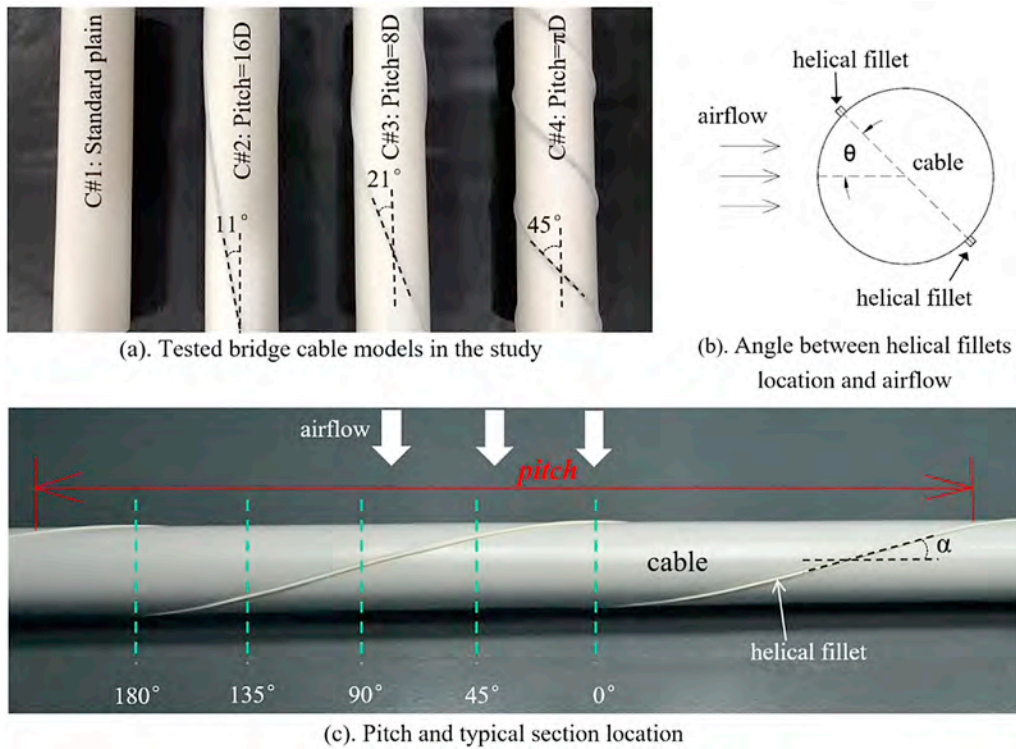 C#1: Standard plain
C#2: Pitch=16D
C#3: Pitch=8D
C#4: Pitch=πD
11°
21°
45°
(a). Tested bridge cable models in the study
helical fillet
airflow
θ
cable
helical fillet
(b). Angle between helical fillets
location and airflow
airflow
pitch
cable
α
helical fillet
180°
135°
90°
45°
0°
(c). Pitch and typical section location